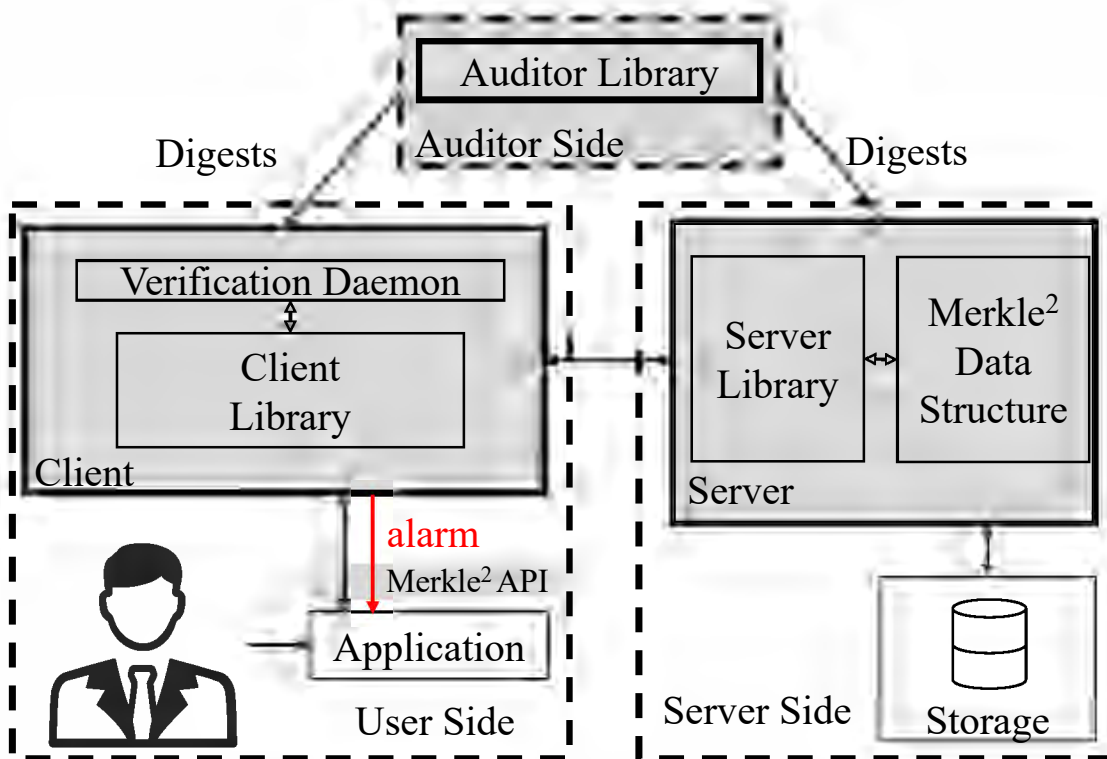 Auditor Library
Auditor Side
Digests
Digests
Verification Daemon
Client
Library
Client
alarm
Merkle² API
Application
User Side
Server
Library
Merkle²
Data
Structure
Server
Storage
Server Side